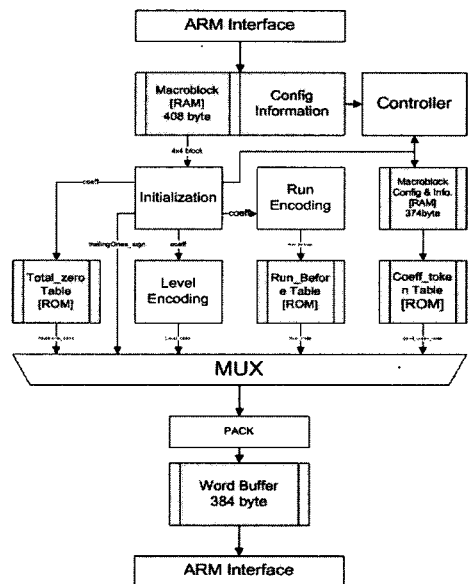 ARM Interface
Macroblock
[RAM]
408 byte
Config
Information
Controller
4x4 block
coeff
Initialization
coeff
Run
Encoding
Macroblock
Config & Info.
[RAM]
374byte
trailingOnes_sign
coeff
Total_zero
Table
[ROM]
Level
Encoding
Run_Befor
e Table
[ROM]
Coeff_toke
n Table
[ROM]
MUX
PACK
Word Buffer
384 byte
ARM Interface